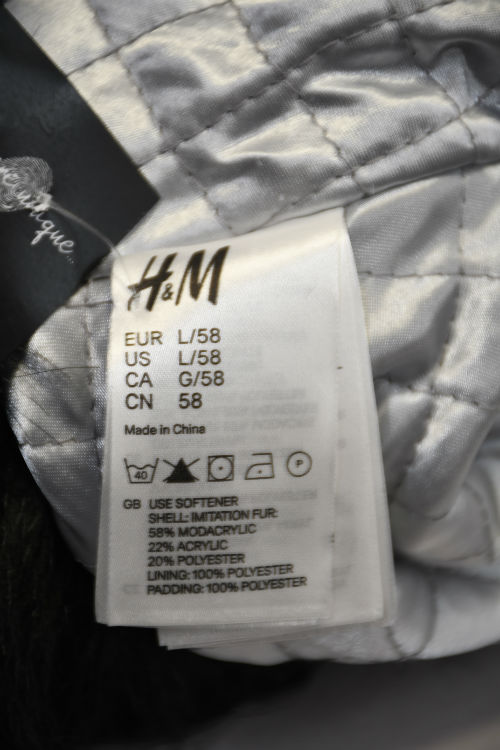 unique...
H&M
EUR L/58
US L/58
CA G/58
CN 58
Made in China
40 P
GB USE SOFTENER
SHELL: IMITATION FUR:
58% MODACRYLIC
22% ACRYLIC
20% POLYESTER
LINING: 100% POLYESTER
PADDING: 100% POLYESTER